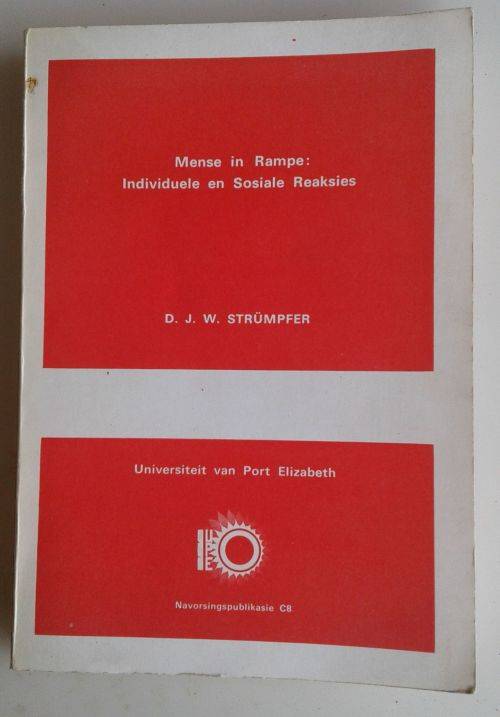 Mense in Rampe:
Individuele en Sosiale Reaksies
D. J. W. STRÜMPFER
Universiteit van Port Elizabeth
Navorsingspublikasie C8